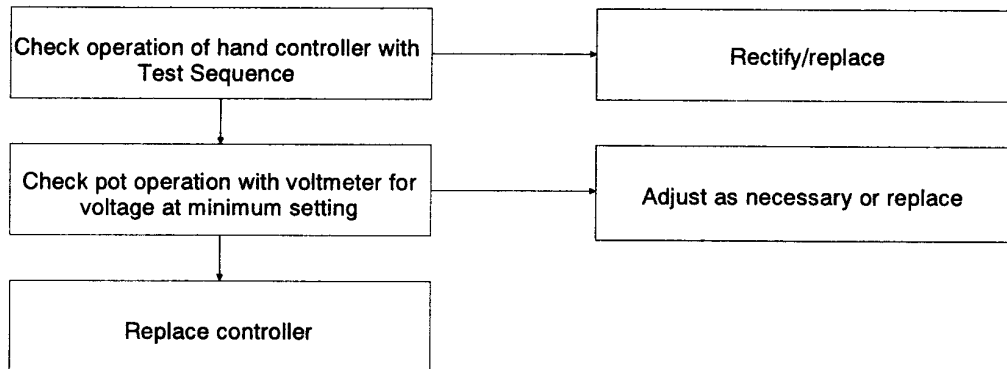 Check operation of hand controller with
Test Sequence
Rectify/replace
Check pot operation with voltmeter for
voltage at minimum setting
Adjust as necessary or replace
Replace controller